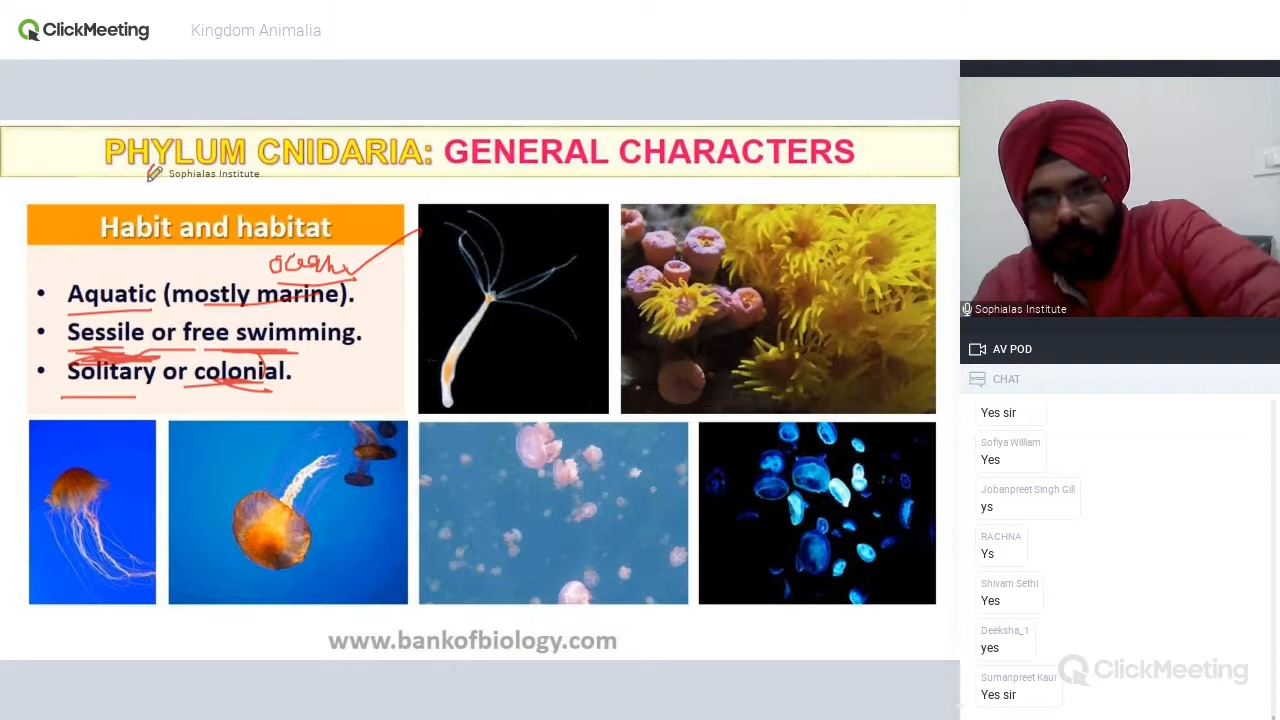 ClickMeeting
Kingdom Animalia
PHYLUM CNIDARIA: GENERAL CHARACTERS
Sophialas Institute
Habit and habitat
• Aquatic (mostly marine).
• Sessile or free swimming.
• Solitary or colonial.
www.bankofbiology.com
Sophialas Institute
AV POD
CHAT
Yes sir
Sofiya William
Yes
Jobanpreet Singh Gill
ys
RACHNA
Ys
Shivam Sethi
Yes
Deeksha_1
yes
Sumanpreet Kaur
Yes sir
ClickMeeting